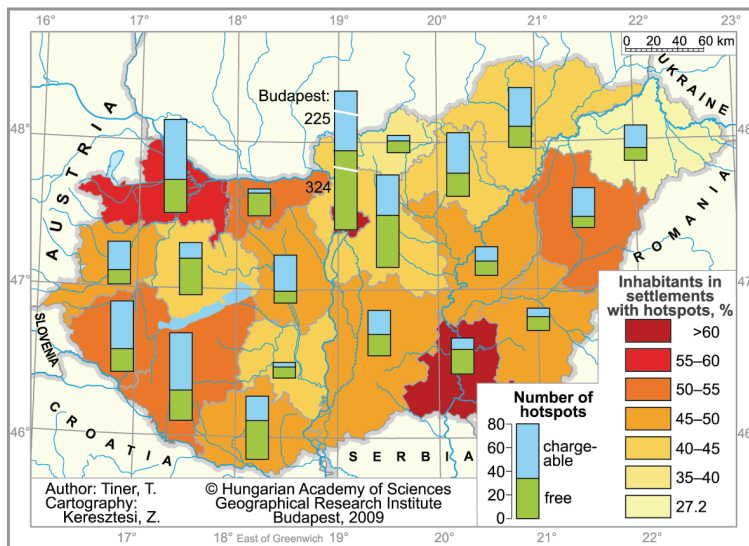 16° 17° 18° 19° 20° 21° 22° 23°
0 20 40 60 km
UKRAINE
Budapest:
225
324
48° 48°
AUSTRIA
ROMANIA
47° 47°
SLOVENIA
Inhabitants in
settlements
with hotspots, %
>60
55–60
50–55
45–50
40–45
35–40
27.2
Number of
hotspots
80
60
40
20
0
charge-
able
free
46° 46°
CROATIA
SERBIA
Author: Tiner, T.
Cartography:
Keresztesi, Z.
© Hungarian Academy of Sciences
Geographical Research Institute
Budapest, 2009
17° 18° East of Greenwich 19° 20° 21° 22°